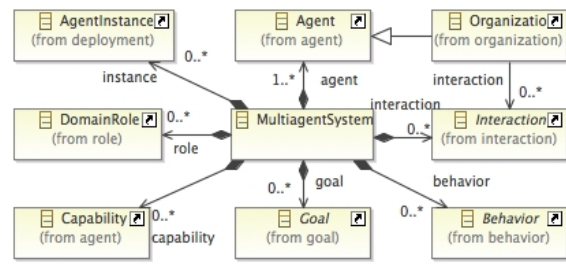 AgentInstance
(from deployment)
Agent
(from agent)
Organizatio
(from organization)
0..*
instance
1..*
agent
interaction
0..*
interaction
DomainRole
(from role)
0..*
role
MultiagentSystem
0..*
Interaction
(from interaction)
0..*
goal
behavior
Capability
(from agent)
0..*
capability
Goal
(from goal)
0..*
Behavior
(from behavior)